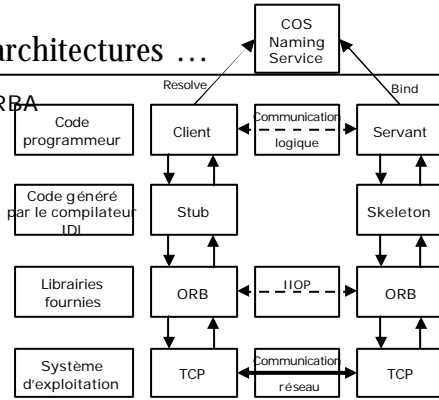 COS
Naming
Service
architectures ...
Resolve
Bind
RBA
Code
programmeur
Client
Communication
logique
Servant
Code généré
par le compilateur
IDL
Stub
Skeleton
Librairies
fournies
ORB
IIOP
ORB
Système
d'exploitation
TCP
Communication
réseau
TCP